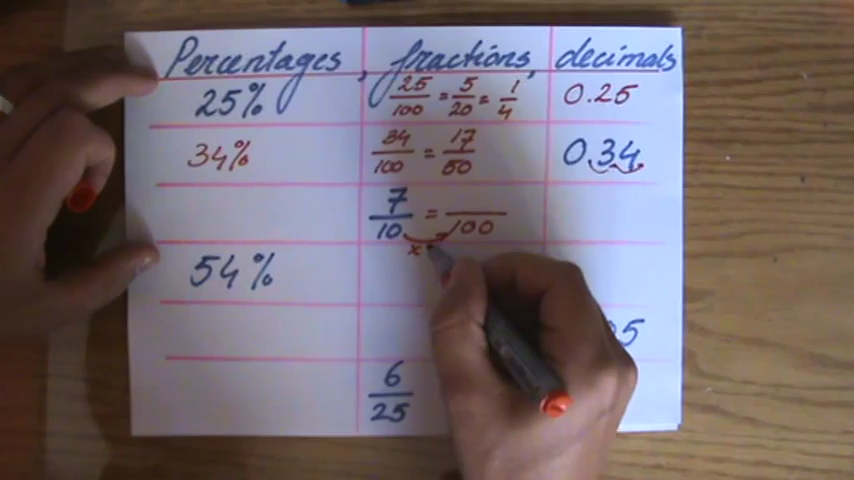 Percentages, fractions, decimals
25% 25/100 = 5/20 = 1/4 0.25
34% 34/100 = 17/50 0.34
7/10 = /100
x
54%
5
6/25